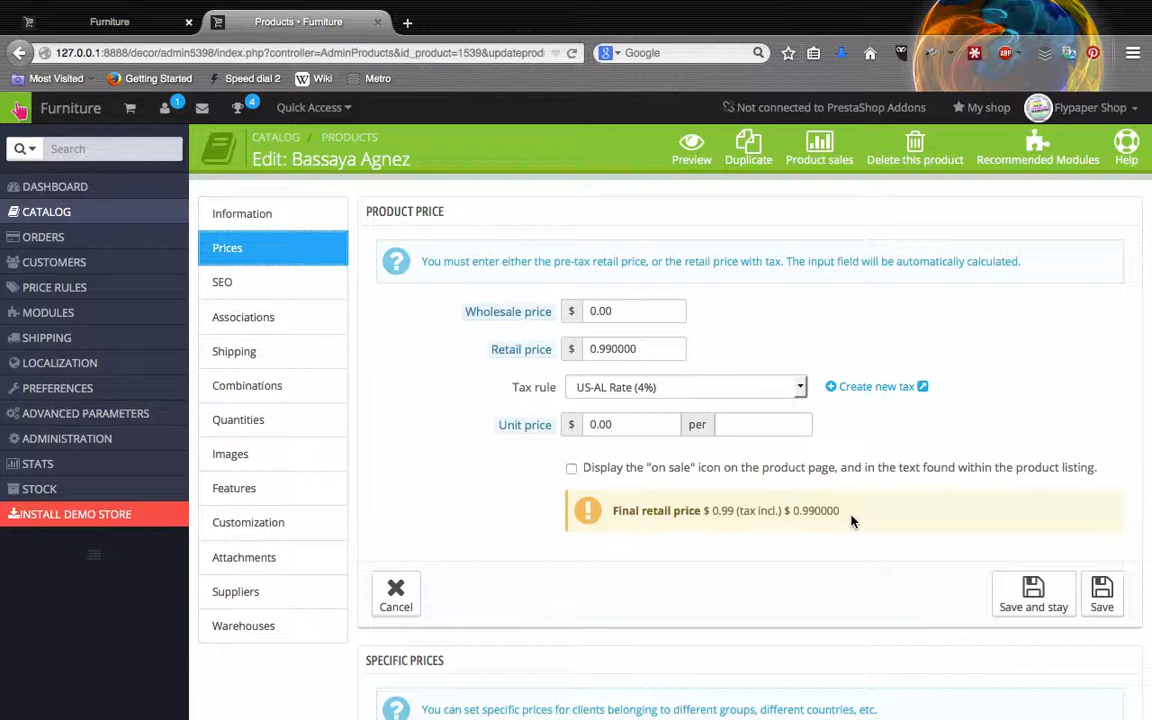 Furniture
Products • Furniture
127.0.0.1:8888/decor/admin5398/index.php?controller=AdminProducts&id_product=1539&updateprod
Google
Most Visited
Getting Started
Speed dial 2
Wiki
Metro
Furniture
1
4
Quick Access
Not connected to PrestaShop Addons
My shop
Flypaper Shop
Search
CATALOG / PRODUCTS
Edit: Bassaya Agnez
Preview
Duplicate
Product sales
Delete this product
Recommended Modules
Help
DASHBOARD
CATALOG
ORDERS
CUSTOMERS
PRICE RULES
MODULES
SHIPPING
LOCALIZATION
PREFERENCES
ADVANCED PARAMETERS
ADMINISTRATION
STATS
STOCK
INSTALL DEMO STORE
Information
Prices
SEO
Associations
Shipping
Combinations
Quantities
Images
Features
Customization
Attachments
Suppliers
Warehouses
PRODUCT PRICE
You must enter either the pre-tax retail price, or the retail price with tax. The input field will be automatically calculated.
Wholesale price $ 0.00
Retail price $ 0.990000
Tax rule US-AL Rate (4%) Create new tax
Unit price $ 0.00 per
Display the "on sale" icon on the product page, and in the text found within the product listing.
Final retail price $ 0.99 (tax incl.) $ 0.990000
Cancel
Save and stay
Save
SPECIFIC PRICES
You can set specific prices for clients belonging to different groups, different countries, etc.